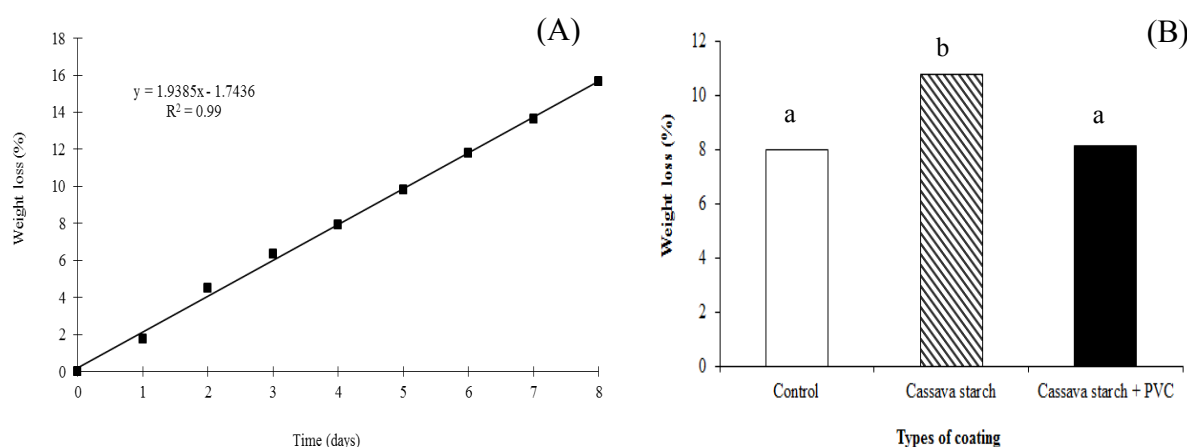 (A)
18
16
14
12
10
8
6
4
2
0
y = 1.9385x - 1.7436
R² = 0.99
Weight loss (%)
0 1 2 3 4 5 6 7 8
Time (days)
(B)
12
10
8
6
4
2
0
a
b
a
Weight loss (%)
Control Cassava starch Cassava starch + PVC
Types of coating